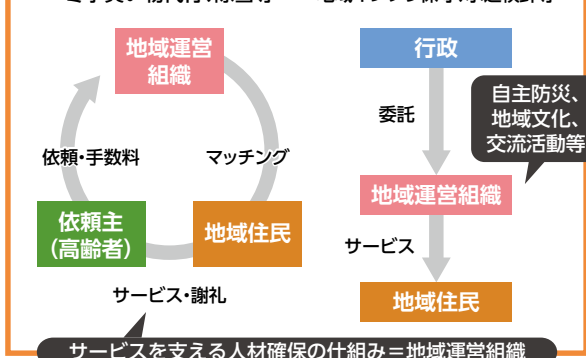 地域運営
組織
依頼・手数料
マッチング
依頼主
(高齢者)
地域住民
サービス・謝礼
行政
委託
自主防災、
地域文化、
交流活動等
地域運営組織
サービス
地域住民
サービスを支える人材確保の仕組み＝地域運営組織